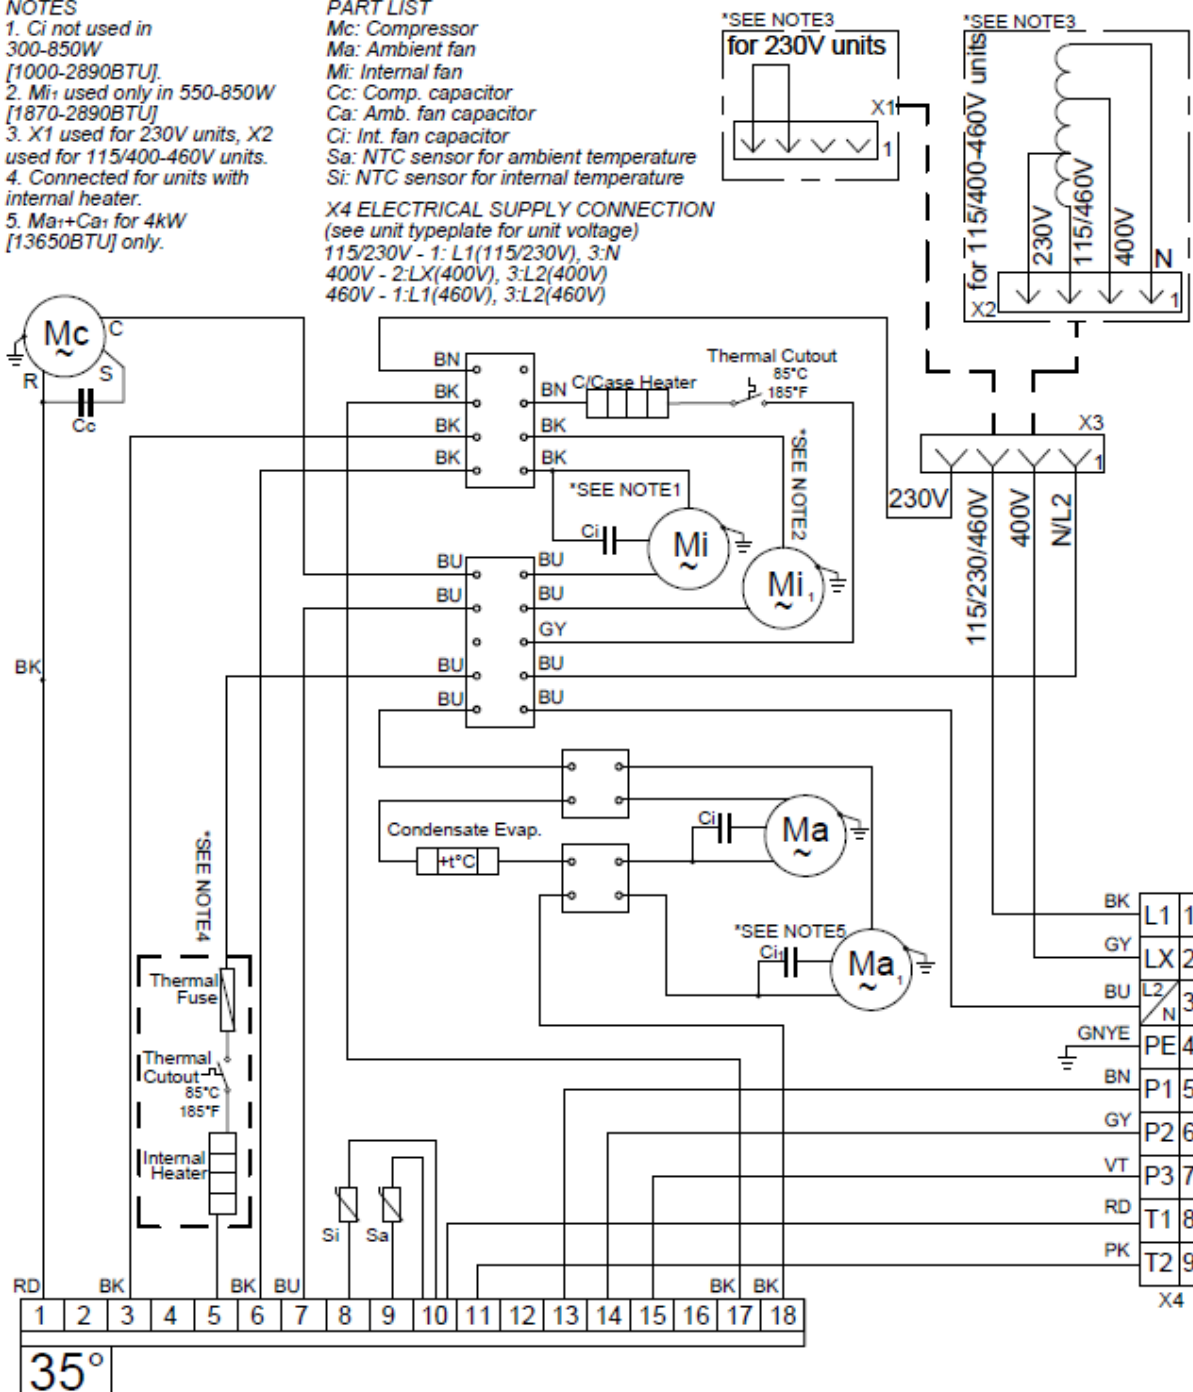 NOTES
1. Ci not used in
300-850W
[1000-2890BTU].
2. Mi1 used only in 550-850W
[1870-2890BTU]
3. X1 used for 230V units, X2
used for 115/400-460V units.
4. Connected for units with
internal heater.
5. Ma1+Ca1 for 4kW
[13650BTU] only.
PART LIST
Mc: Compressor
Ma: Ambient fan
Mi: Internal fan
Cc: Comp. capacitor
Ca: Amb. fan capacitor
Ci: Int. fan capacitor
Sa: NTC sensor for ambient temperature
Si: NTC sensor for internal temperature
X4 ELECTRICAL SUPPLY CONNECTION
(see unit typeplate for unit voltage)
115/230V - 1: L1(115/230V), 3:N
400V - 2:LX(400V), 3:L2(400V)
460V - 1:L1(460V), 3:L2(460V)
*SEE NOTE3
for 230V units
X1
1
*SEE NOTE3
for 115/400-460V units
230V
115/460V
400V
N
X2
1
Mc
~
C
R
S
Cc
BN
BK
BK
BK
BN
C/Case Heater
Thermal Cutout
85°C
185°F
BK
BK
*SEE NOTE1
*SEE NOTE2
Ci
Mi
~
Mi1
~
X3
1
230V
115/230/460V
400V
N/L2
BU
BU
BU
BU
BU
BU
GY
BU
BU
BK
Condensate Evap.
+t°C
Ci
Ma
~
*SEE NOTE5
Ci1
Ma1
~
*SEE NOTE4
Thermal
Fuse
Thermal
Cutout
85°C
185°F
Internal
Heater
Si
Sa
BK L1 1
GY LX 2
BU L2/N 3
GNYE PE 4
BN P1 5
GY P2 6
VT P3 7
RD T1 8
PK T2 9
X4
RD BK BK BU BK BK
1 2 3 4 5 6 7 8 9 10 11 12 13 14 15 16 17 18
35°